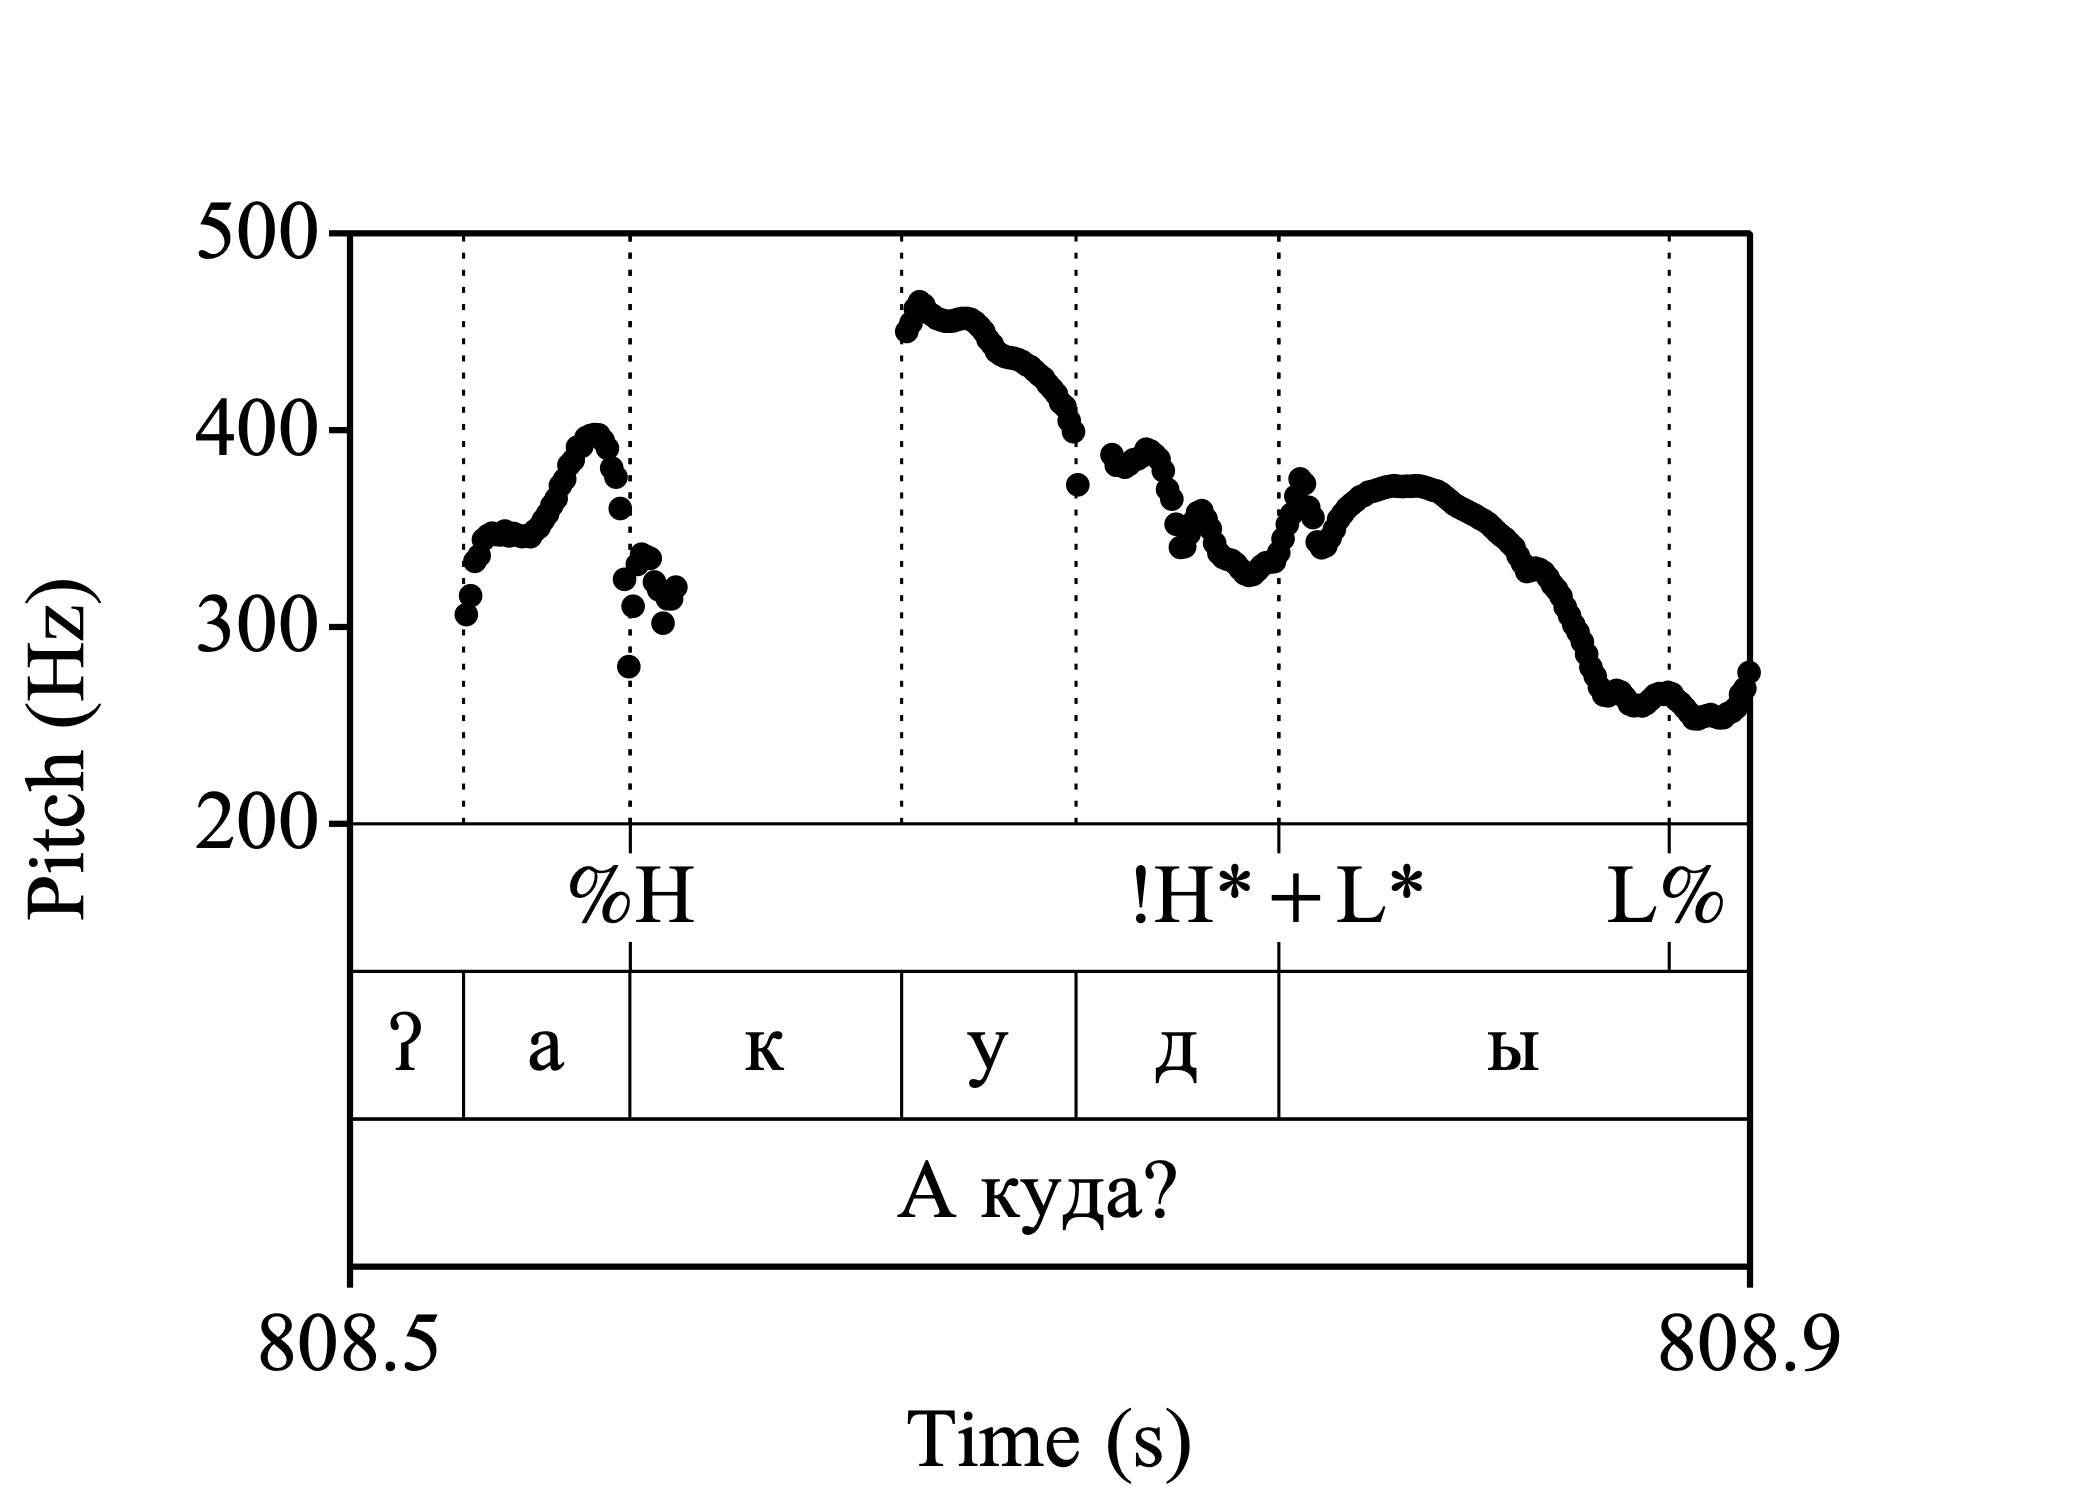 500
400
300
200
Pitch (Hz)
%H !H* + L* L%
ʔ а к у д ы
А куда?
808.5 808.9
Time (s)